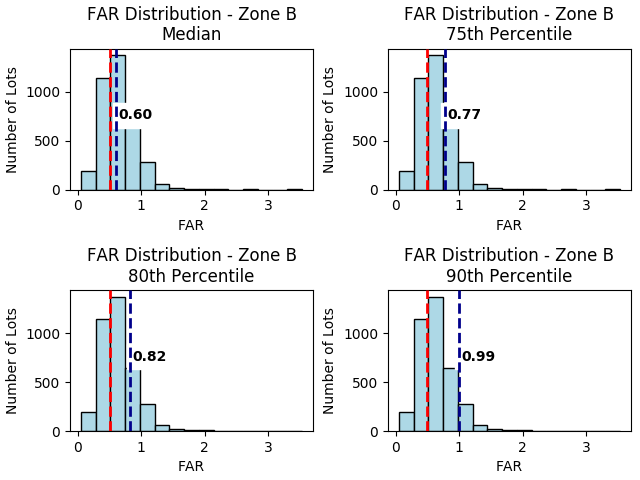 FAR Distribution - Zone B
Median
Number of Lots
1000
500
0
0.60
0 1 2 3
FAR
FAR Distribution - Zone B
75th Percentile
Number of Lots
1000
500
0
0.77
0 1 2 3
FAR
FAR Distribution - Zone B
80th Percentile
Number of Lots
1000
500
0
0.82
0 1 2 3
FAR
FAR Distribution - Zone B
90th Percentile
Number of Lots
1000
500
0
0.99
0 1 2 3
FAR